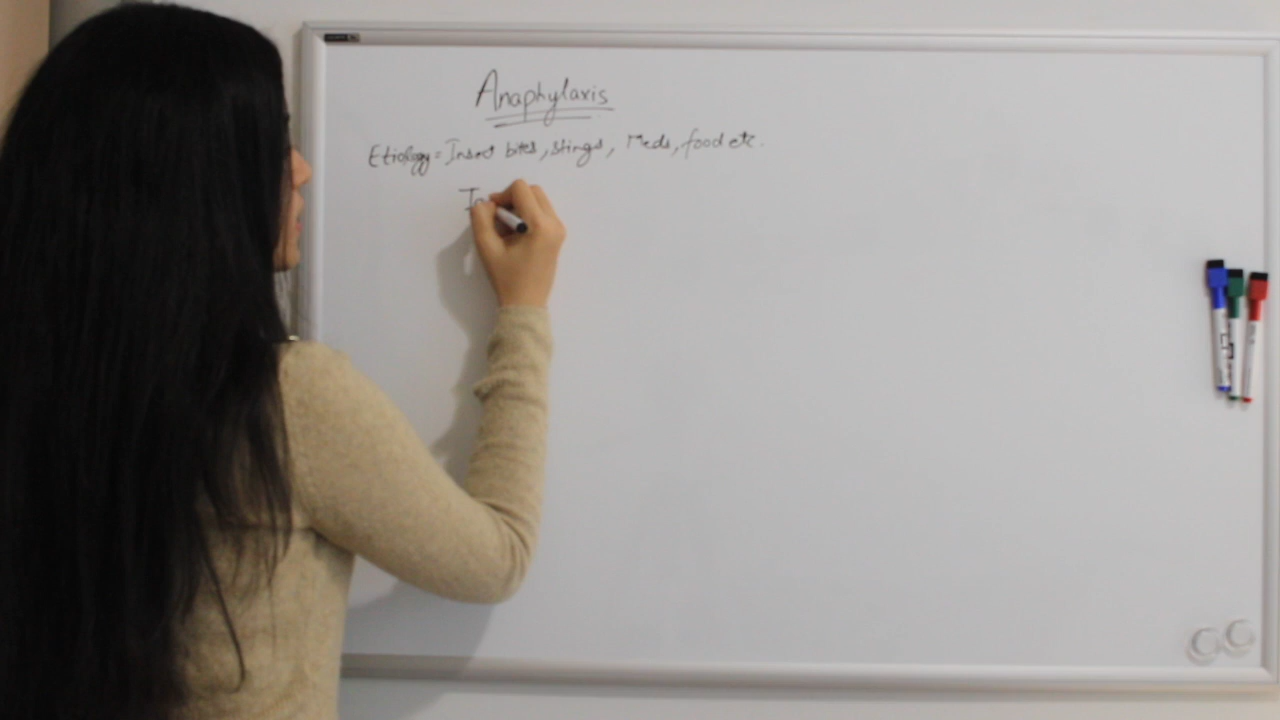 Anaphylaxis
Etiology = Insect bites, stings, Meds, food etc.